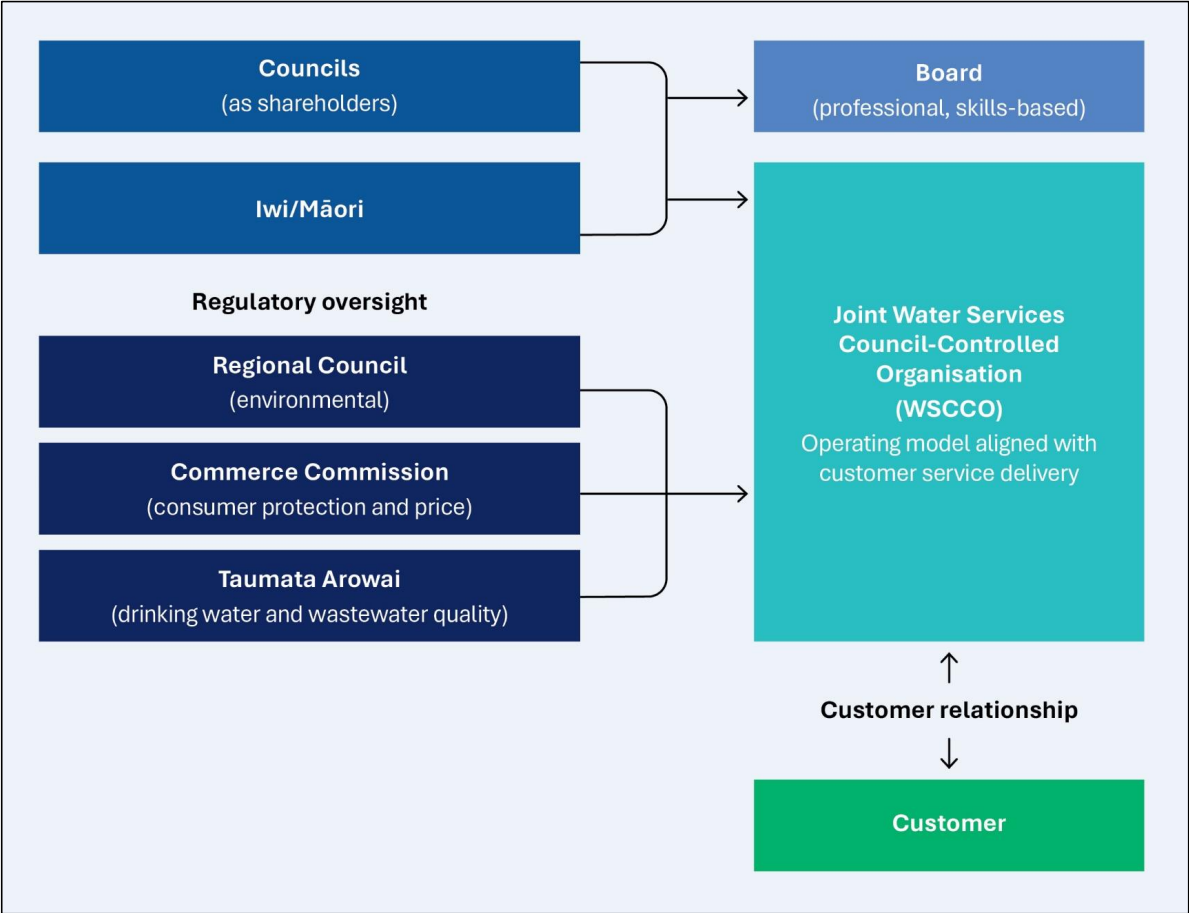 Councils
(as shareholders)
Iwi/Māori
Regulatory oversight
Regional Council
(environmental)
Commerce Commission
(consumer protection and price)
Taumata Arowai
(drinking water and wastewater quality)
Board
(professional, skills-based)
Joint Water Services
Council-Controlled
Organisation
(WSCCO)
Operating model aligned with
customer service delivery
Customer relationship
Customer